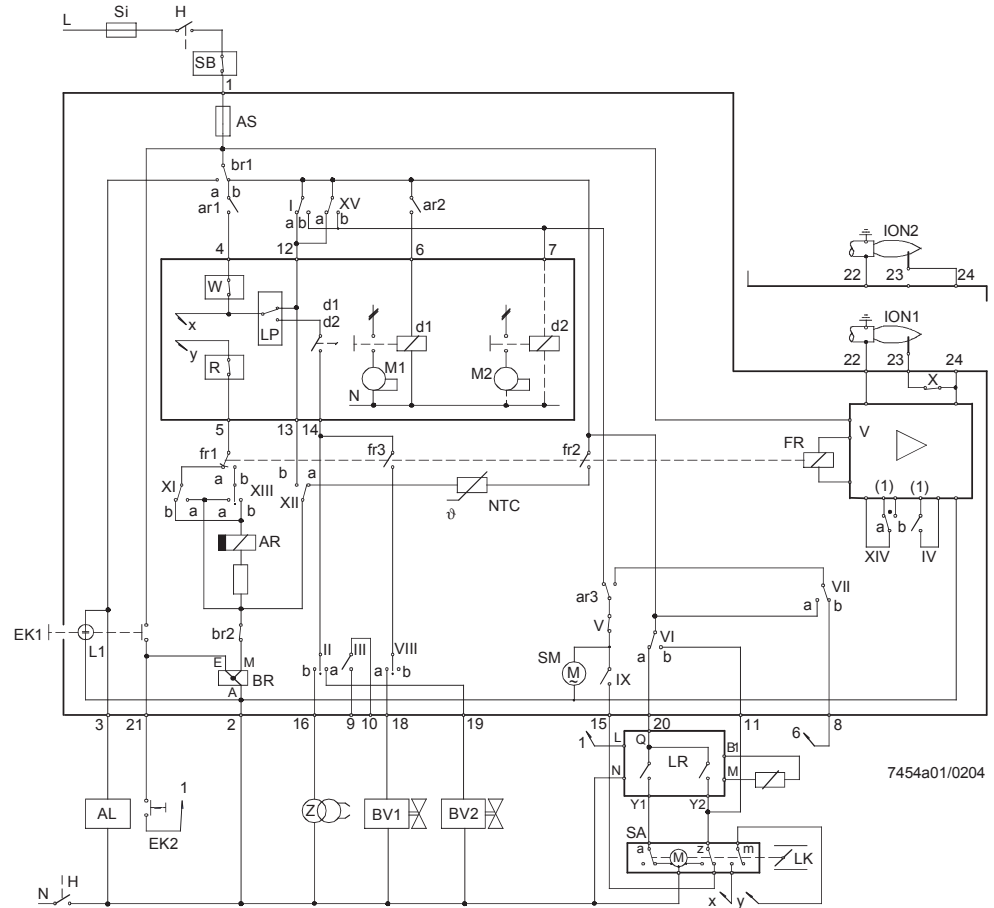 L Si H
SB
1
AS
br1
a b
ar1
I a b
XV a b
ar2
4 12 6 7
W
x
LP
d1
d2
d1
d2
y
R
M1
M2
N
5 13 14
ION2
22 23 24
ION1
22 23 24
X
V
FR
(1) (1)
a b
XIV IV
fr1 fr3 fr2
a b
XI XIII
b a a b
b a
XII
NTC
ϑ
AR
ar3
VII
a b
V
VI
a b
EK1
L1
br2
E M
BR
A
II III VIII
b a a b
SM
M
IX
3 21 2 16 9 10 18 19 15 20 11 8
1 L Q B1 6
LR
N M
Y1 Y2
7454a01/0204
AL
1
EK2
Z
BV1
BV2
SA
a M z m
LK
N H
x y